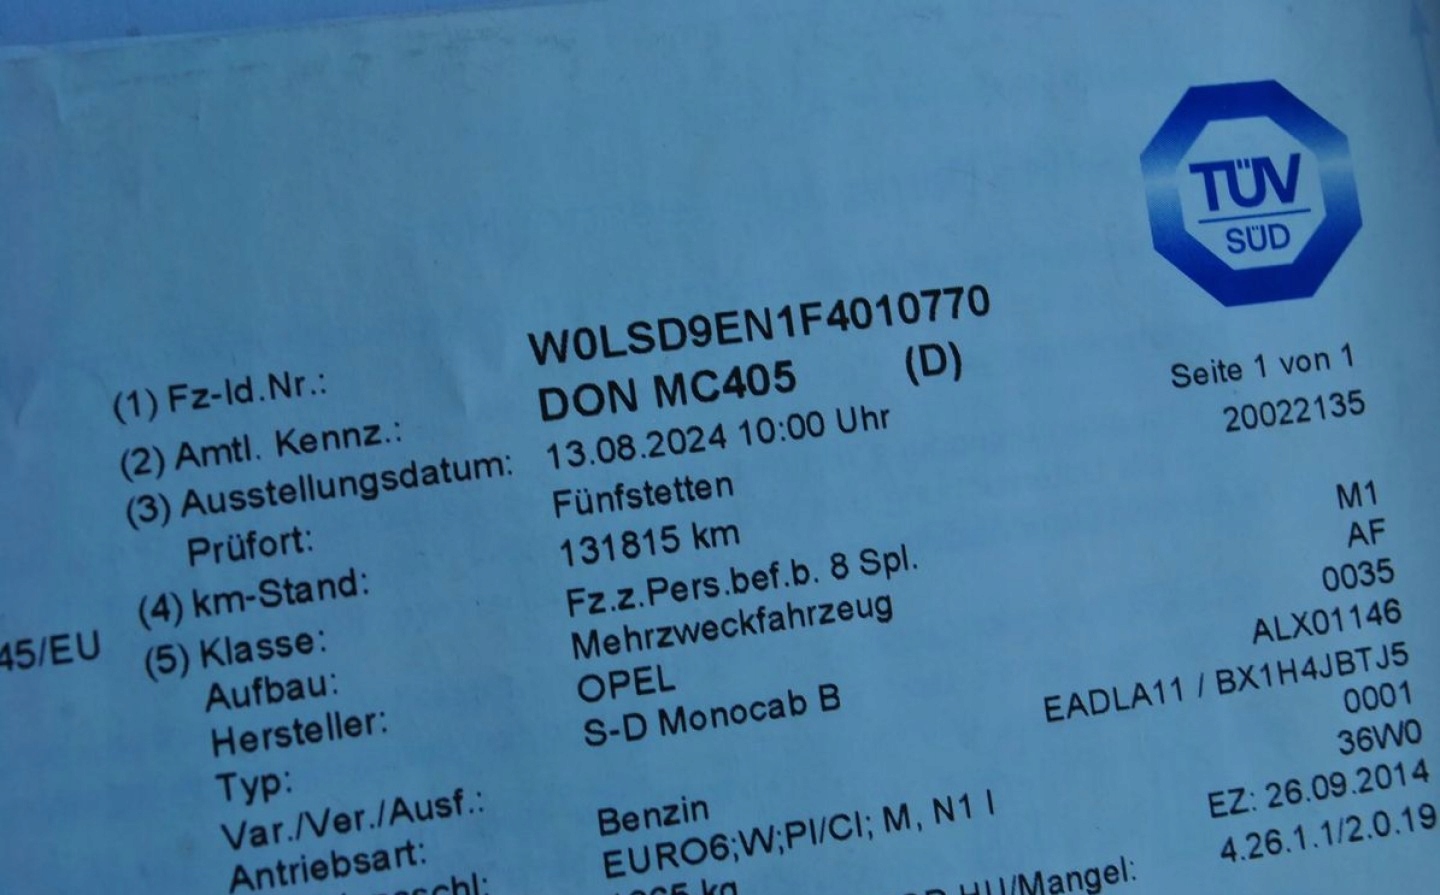 TÜV
SÜD
(1) Fz-Id.Nr.: W0LSD9EN1F4010770
(2) Amtl. Kennz.: DON MC405 (D) Seite 1 von 1
(3) Ausstellungsdatum: 13.08.2024 10:00 Uhr 20022135
Prüfort: Fünfstetten
(4) km-Stand: 131815 km M1
45/EU (5) Klasse: Fz.z.Pers.bef.b. 8 Spl. AF
Aufbau: Mehrzweckfahrzeug 0035
Hersteller: OPEL ALX01146
Typ: S-D Monocab B EADLA11 / BX1H4JBTJ5
Var./Ver./Ausf.: 0001
Antriebsart: Benzin 36W0
EURO6;W;PI/CI; M, N1 I EZ: 26.09.2014
kg HU/Mangel: 4.26.1.1/2.0.19